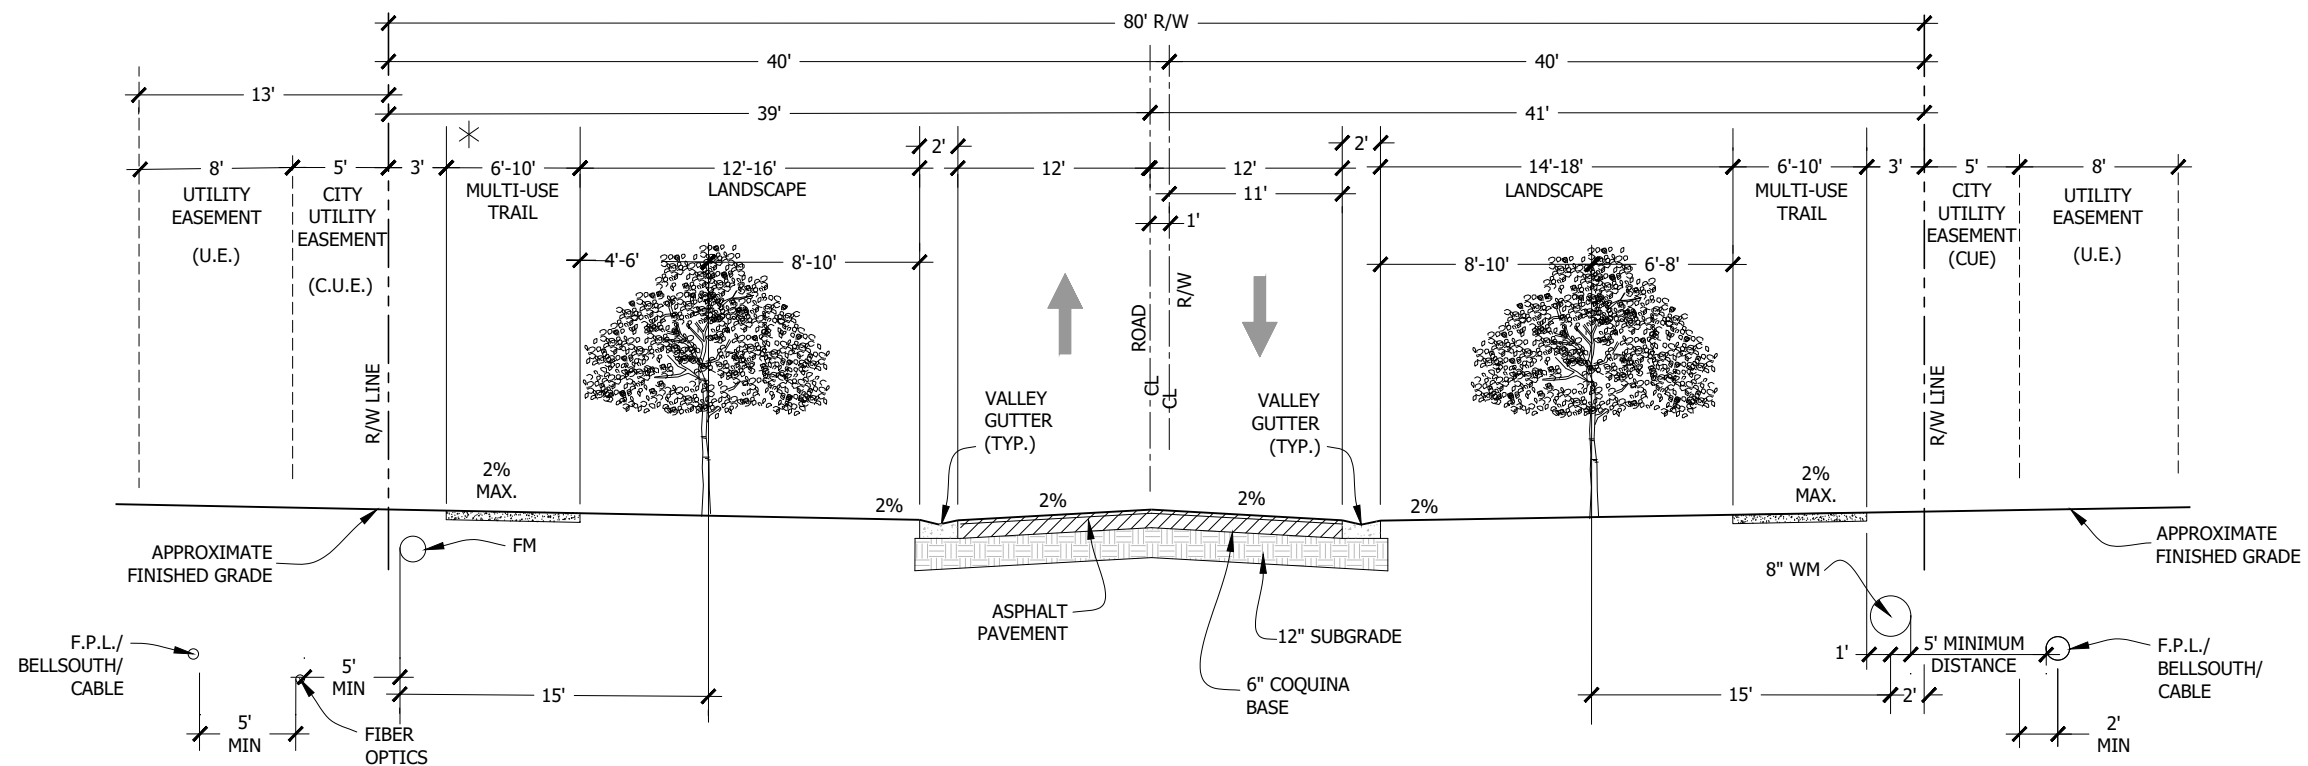 80' R/W
40' 40'
13'
39' 41'
2' 2'
8' 5' 3' 6'-10' 12'-16' 12' 12' 14'-18' 6'-10' 3' 5' 8'
UTILITY
EASEMENT
(U.E.)
CITY
UTILITY
EASEMENT
(C.U.E.)
MULTI-USE
TRAIL
LANDSCAPE
11'
1'
LANDSCAPE
MULTI-USE
TRAIL
CITY
UTILITY
EASEMENT
(CUE)
UTILITY
EASEMENT
(U.E.)
4'-6' 8'-10' 8'-10' 6'-8'
R/W LINE
ROAD
CL
R/W
CL
R/W LINE
VALLEY
GUTTER
(TYP.)
VALLEY
GUTTER
(TYP.)
2%
MAX.
2% 2% 2% 2%
2%
MAX.
APPROXIMATE
FINISHED GRADE
FM
ASPHALT
PAVEMENT
12" SUBGRADE
6" COQUINA
BASE
8" WM
APPROXIMATE
FINISHED GRADE
F.P.L./
BELLSOUTH/
CABLE
5'
MIN
15'
5'
MIN
FIBER
OPTICS
1'
5' MINIMUM
DISTANCE
15' 2'
F.P.L./
BELLSOUTH/
CABLE
2'
MIN